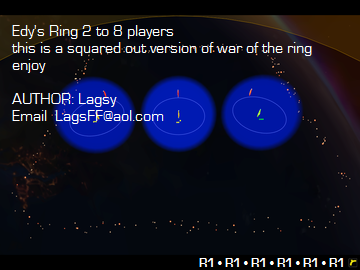 Edy's Ring 2 to 8 players
this is a squared out version of war of the ring
enjoy
AUTHOR: Lagsy
Email LagsFF@aol.com
R1 • R1 • R1 • R1 • R1 • R1 r